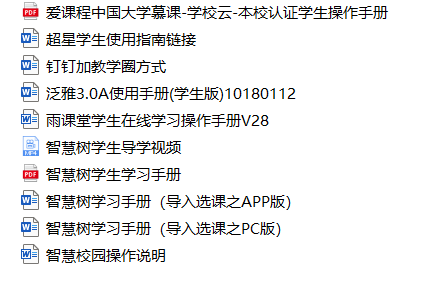 爱课程中国大学慕课-学校云-本校认证学生操作手册
超星学生使用指南链接
钉钉加教学圈方式
泛雅3.0A使用手册(学生版)10180112
雨课堂学生在线学习操作手册V28
智慧树学生导学视频
智慧树学生学习手册
智慧树学习手册（导入选课之APP版）
智慧树学习手册（导入选课之PC版）
智慧校园操作说明